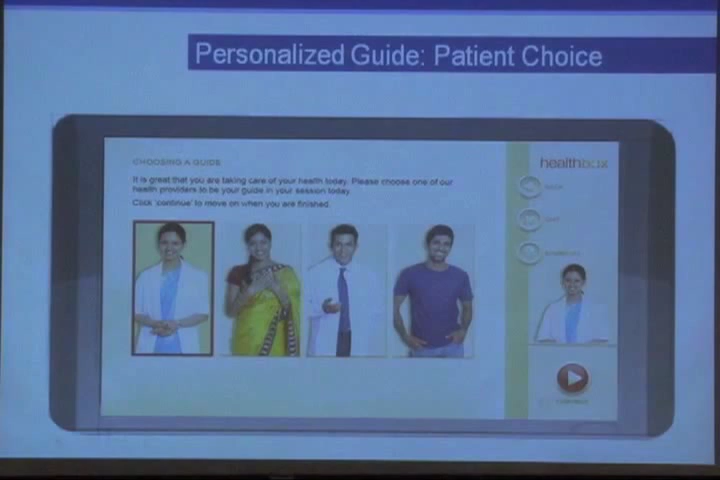 Personalized Guide: Patient Choice
CHOOSING A GUIDE
It is great that you are taking care of your health today. Please choose one of our
health providers to be your guide in your session today.
Click 'continue' to move on when you are finished.
healthbox